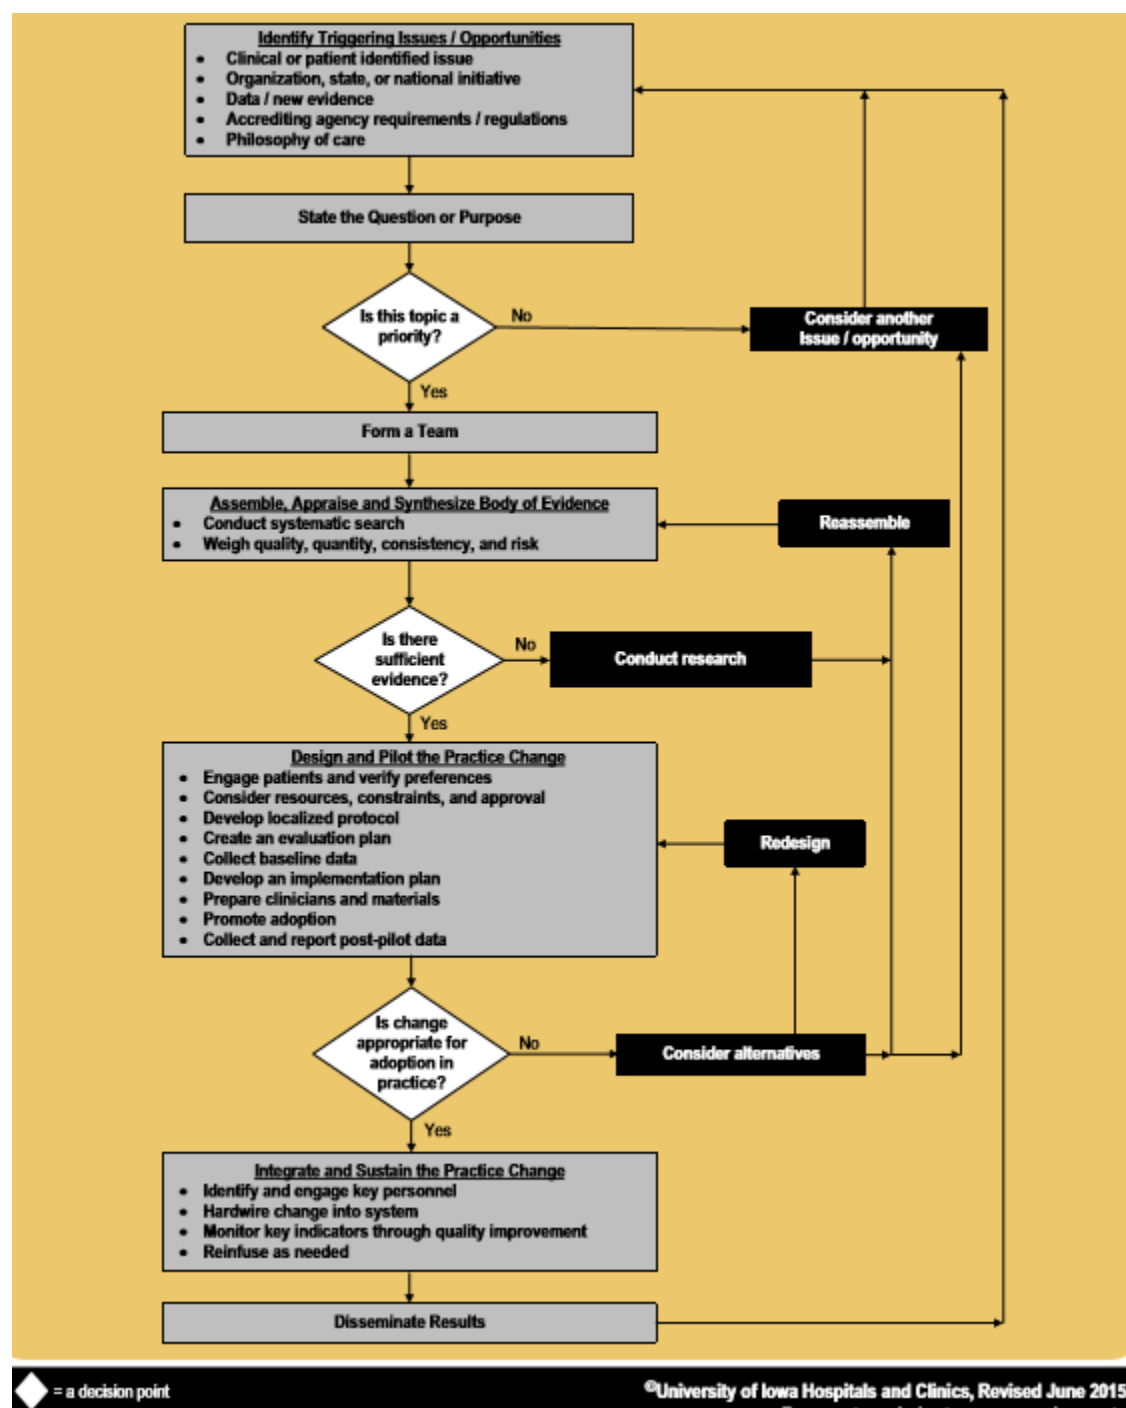 Identify Triggering Issues / Opportunities
• Clinical or patient identified issue
• Organization, state, or national initiative
• Data / new evidence
• Accrediting agency requirements / regulations
• Philosophy of care
State the Question or Purpose
Is this topic a
priority?
No
Consider another
Issue / opportunity
Yes
Form a Team
Assemble, Appraise and Synthesize Body of Evidence
• Conduct systematic search
• Weigh quality, quantity, consistency, and risk
Reassemble
Is there
sufficient
evidence?
No
Conduct research
Yes
Design and Pilot the Practice Change
• Engage patients and verify preferences
• Consider resources, constraints, and approval
• Develop localized protocol
• Create an evaluation plan
• Collect baseline data
• Develop an implementation plan
• Prepare clinicians and materials
• Promote adoption
• Collect and report post-pilot data
Redesign
Is change
appropriate for
adoption in
practice?
No
Consider alternatives
Yes
Integrate and Sustain the Practice Change
• Identify and engage key personnel
• Hardwire change into system
• Monitor key indicators through quality improvement
• Reinfuse as needed
Disseminate Results
= a decision point
©University of Iowa Hospitals and Clinics, Revised June 2015